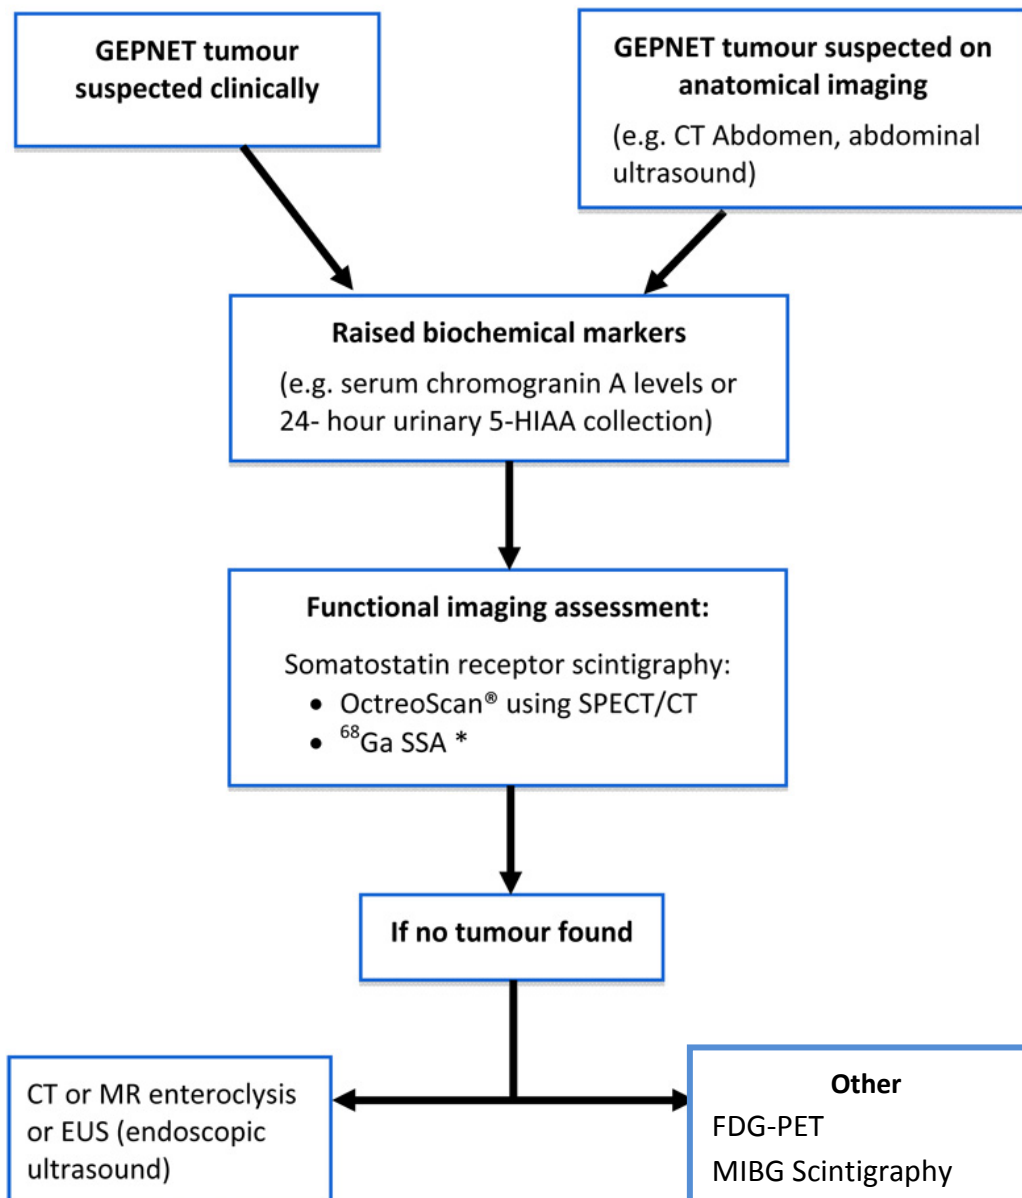 GEPNET tumour
suspected clinically
GEPNET tumour suspected on
anatomical imaging
(e.g. CT Abdomen, abdominal
ultrasound)
Raised biochemical markers
(e.g. serum chromogranin A levels or
24- hour urinary 5-HIAA collection)
Functional imaging assessment:
Somatostatin receptor scintigraphy:
• OctreoScan® using SPECT/CT
• ⁶⁸Ga SSA *
If no tumour found
CT or MR enteroclysis
or EUS (endoscopic
ultrasound)
Other
FDG-PET
MIBG Scintigraphy